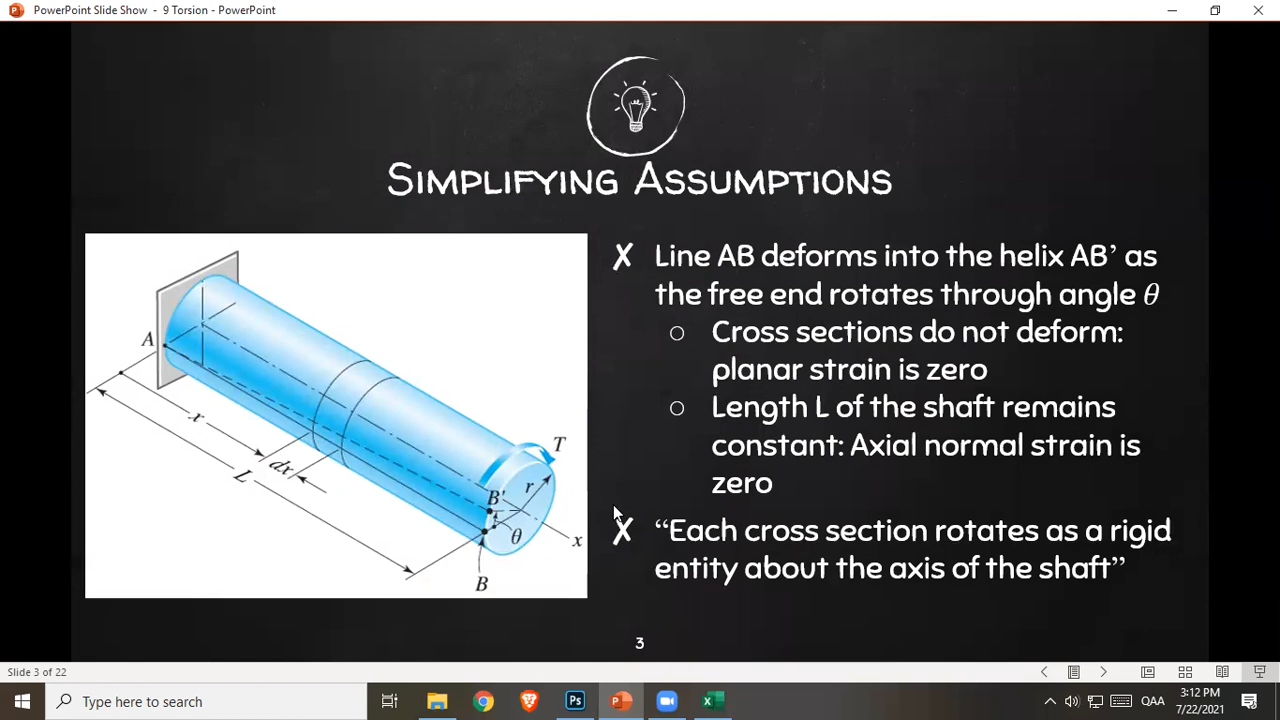 PowerPoint Slide Show - 9 Torsion - PowerPoint
Simplifying Assumptions
A
x
dx
L
T
r
B'
θ
x
B
✗ Line AB deforms into the helix AB’ as
the free end rotates through angle θ
○ Cross sections do not deform:
planar strain is zero
○ Length L of the shaft remains
constant: Axial normal strain is
zero
✗ “Each cross section rotates as a rigid
entity about the axis of the shaft”
3
Slide 3 of 22
Type here to search
Ps
QAA
3:12 PM
7/22/2021